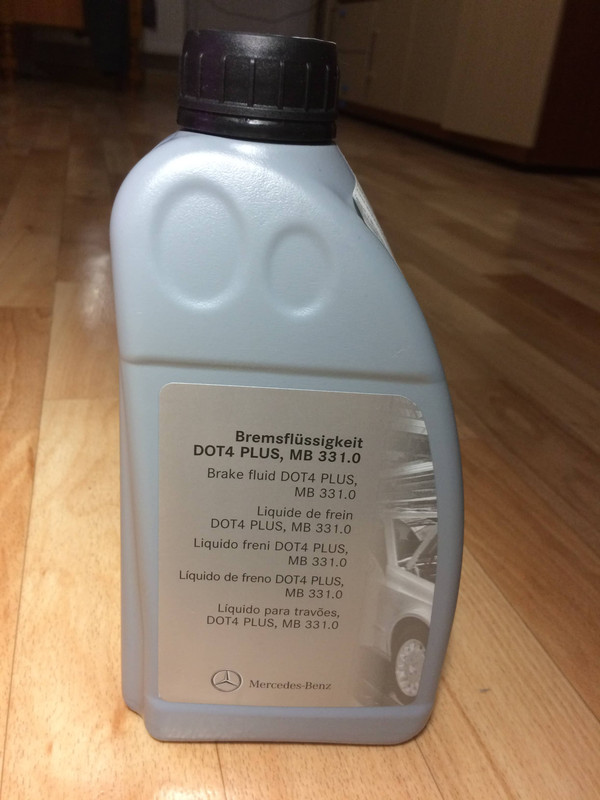 Bremsflüssigkeit
DOT4 PLUS, MB 331.0
Brake fluid DOT4 PLUS,
MB 331.0
Liquide de frein
DOT4 PLUS, MB 331.0
Liquido freni DOT4 PLUS,
MB 331.0
Líquido de freno DOT4 PLUS,
MB 331.0
Líquido para travões,
DOT4 PLUS, MB 331.0
Mercedes-Benz